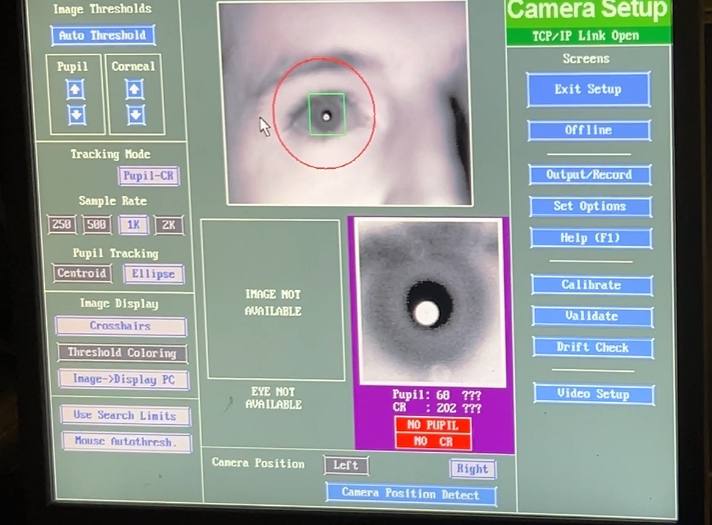 Image Thresholds
Auto Threshold
Pupil Corneal
Tracking Mode
Pupil-CR
Sample Rate
250 500 1K 2K
Pupil Tracking
Centroid Ellipse
Image Display
Crosshairs
Threshold Coloring
Image->Display PC
Use Search Limits
Mouse Autothresh.
IMAGE NOT
AVAILABLE
EYE NOT
AVAILABLE
Pupil: 60 ???
CR : 202 ???
NO PUPIL
NO CR
Camera Position Left Right
Camera Position Detect
Camera Setup
TCP/IP Link Open
Screens
Exit Setup
Offline
Output/Record
Set Options
Help (F1)
Calibrate
Validate
Drift Check
Video Setup